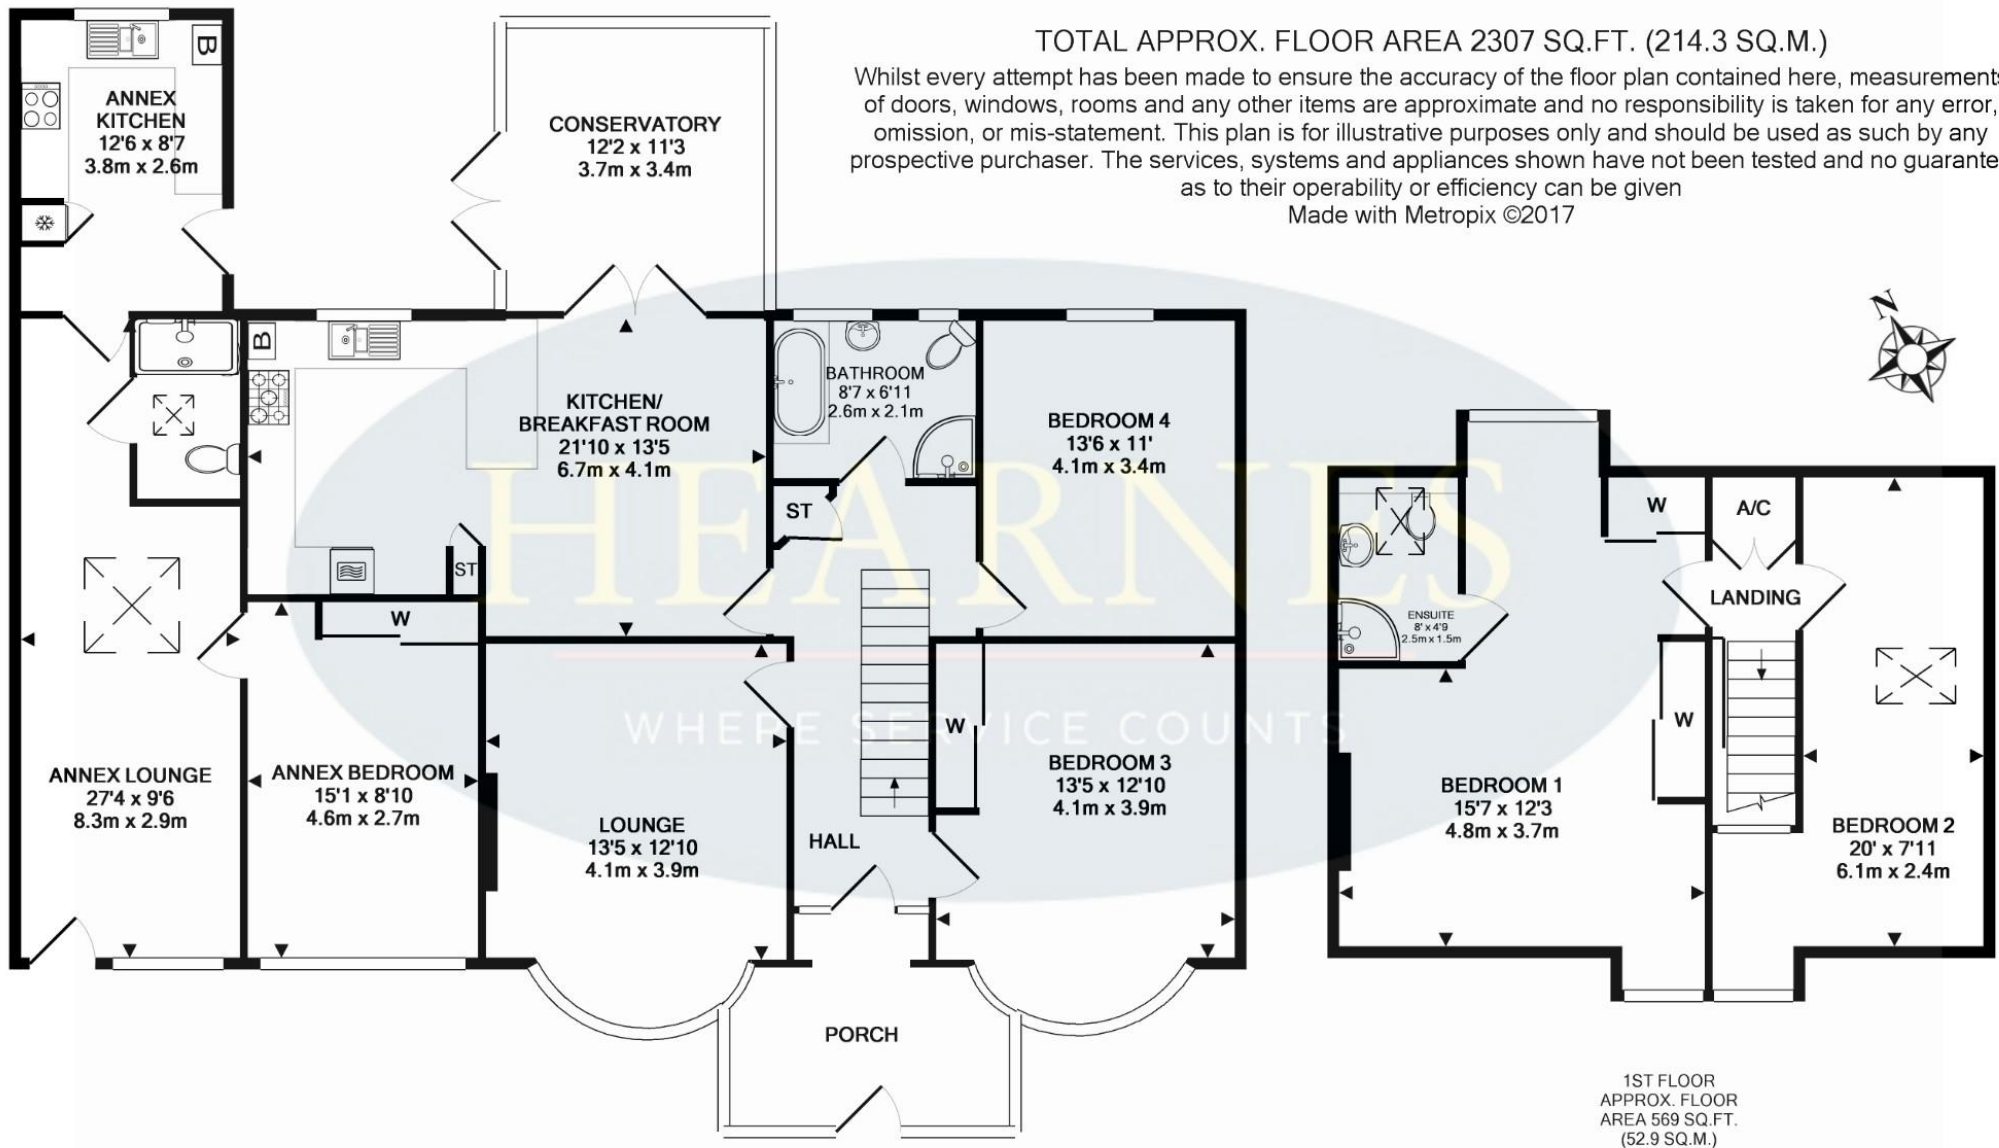 TOTAL APPROX. FLOOR AREA 2307 SQ.FT. (214.3 SQ.M.)
Whilst every attempt has been made to ensure the accuracy of the floor plan contained here, measurements
of doors, windows, rooms and any other items are approximate and no responsibility is taken for any error,
omission, or mis-statement. This plan is for illustrative purposes only and should be used as such by any
prospective purchaser. The services, systems and appliances shown have not been tested and no guarante
as to their operability or efficiency can be given
Made with Metropix ©2017
N
B
ANNEX
KITCHEN
12'6 x 8'7
3.8m x 2.6m
CONSERVATORY
12'2 x 11'3
3.7m x 3.4m
B
KITCHEN/
BREAKFAST ROOM
21'10 x 13'5
6.7m x 4.1m
ST
BATHROOM
8'7 x 6'11
2.6m x 2.1m
ST
BEDROOM 4
13'6 x 11'
4.1m x 3.4m
HEARNES
WHERE SERVICE COUNTS
W
ANNEX LOUNGE
27'4 x 9'6
8.3m x 2.9m
ANNEX BEDROOM
15'1 x 8'10
4.6m x 2.7m
LOUNGE
13'5 x 12'10
4.1m x 3.9m
HALL
W
BEDROOM 3
13'5 x 12'10
4.1m x 3.9m
PORCH
W
A/C
LANDING
ENSUITE
8' x 4'9
2.5m x 1.5m
W
BEDROOM 1
15'7 x 12'3
4.8m x 3.7m
BEDROOM 2
20' x 7'11
6.1m x 2.4m
1ST FLOOR
APPROX. FLOOR
AREA 569 SQ.FT.
(52.9 SQ.M.)